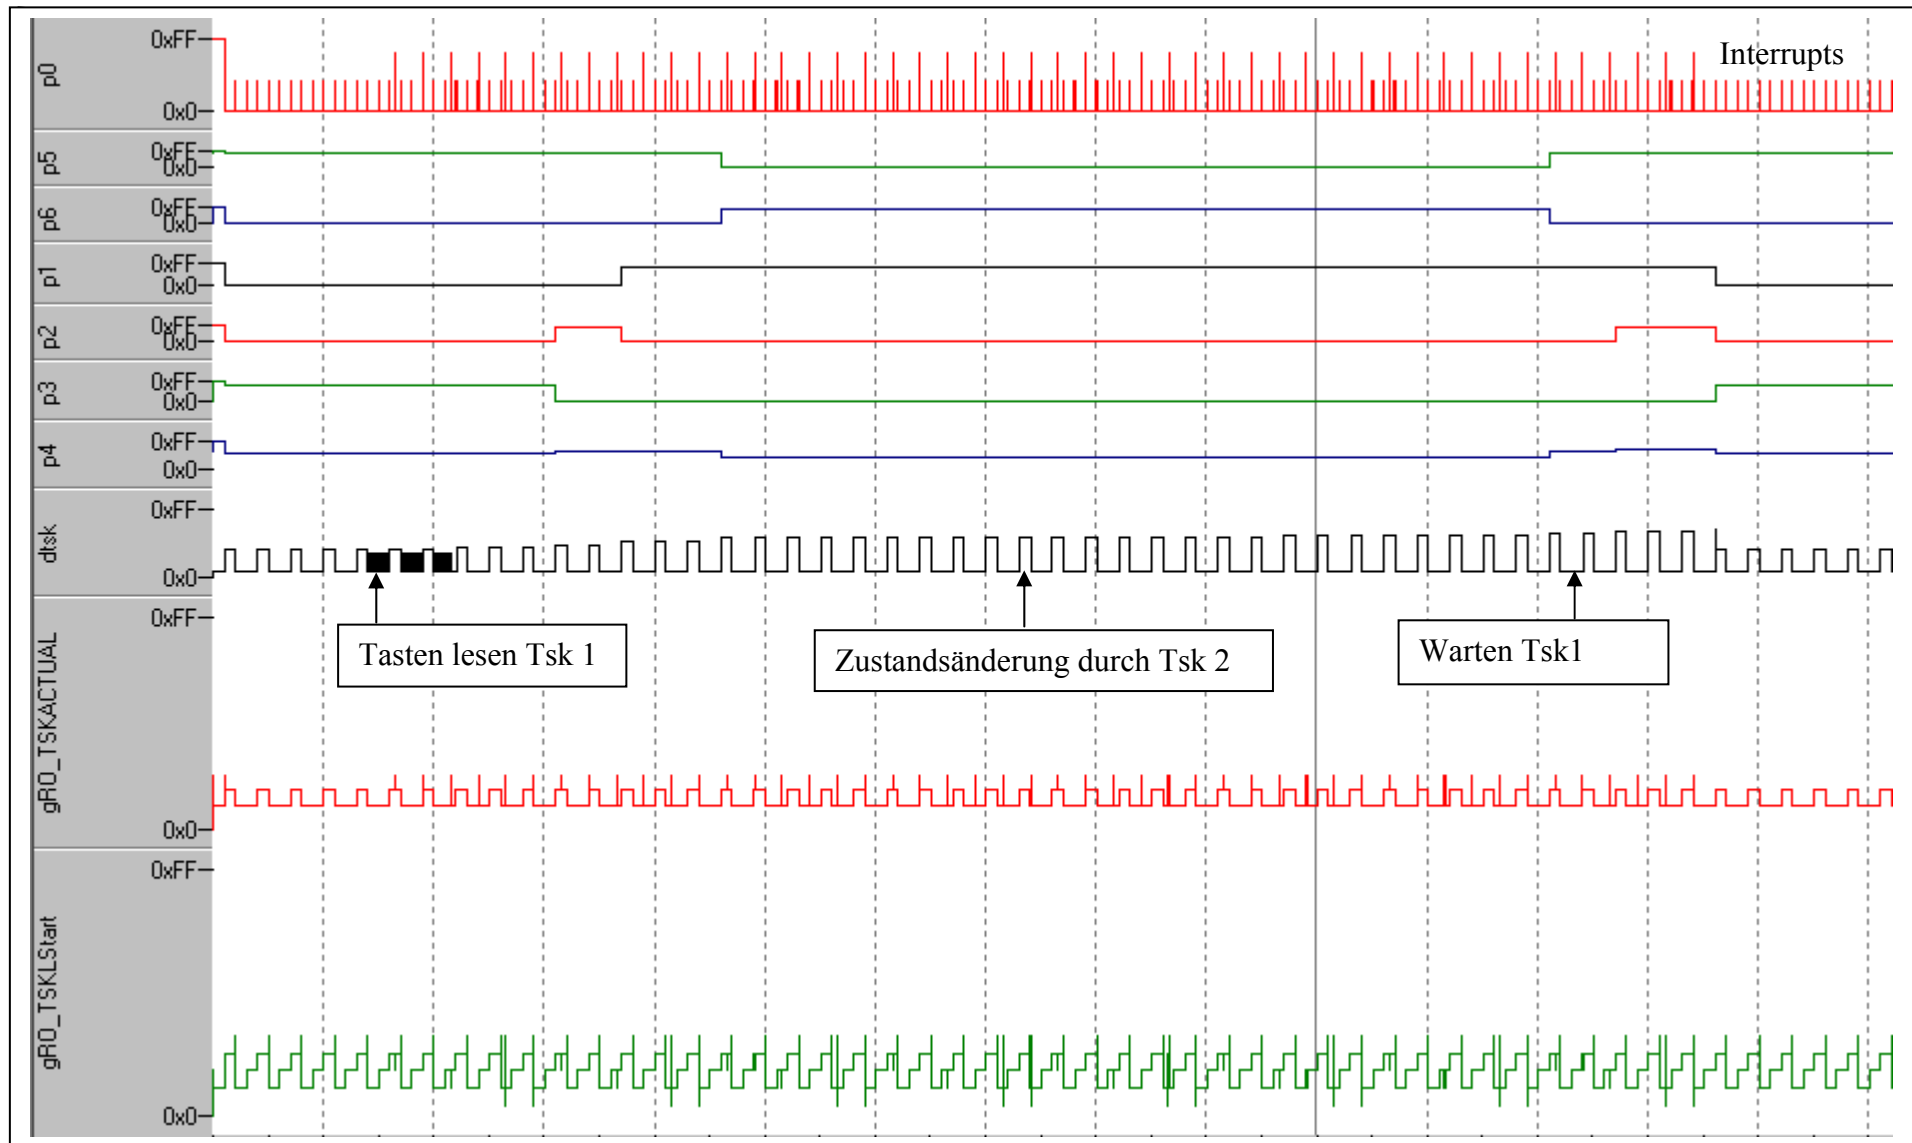 Interrupts
p0
0xFF
0x0
p5
0xFF
0x0
p6
0xFF
0x0
p1
0xFF
0x0
p2
0xFF
0x0
p3
0xFF
0x0
p4
0xFF
0x0
dtsk
0xFF
0x0
Tasten lesen Tsk 1
Zustandsänderung durch Tsk 2
Warten Tsk1
gRO_TSKACTUAL
0xFF
0x0
gRO_TSKLStart
0xFF
0x0